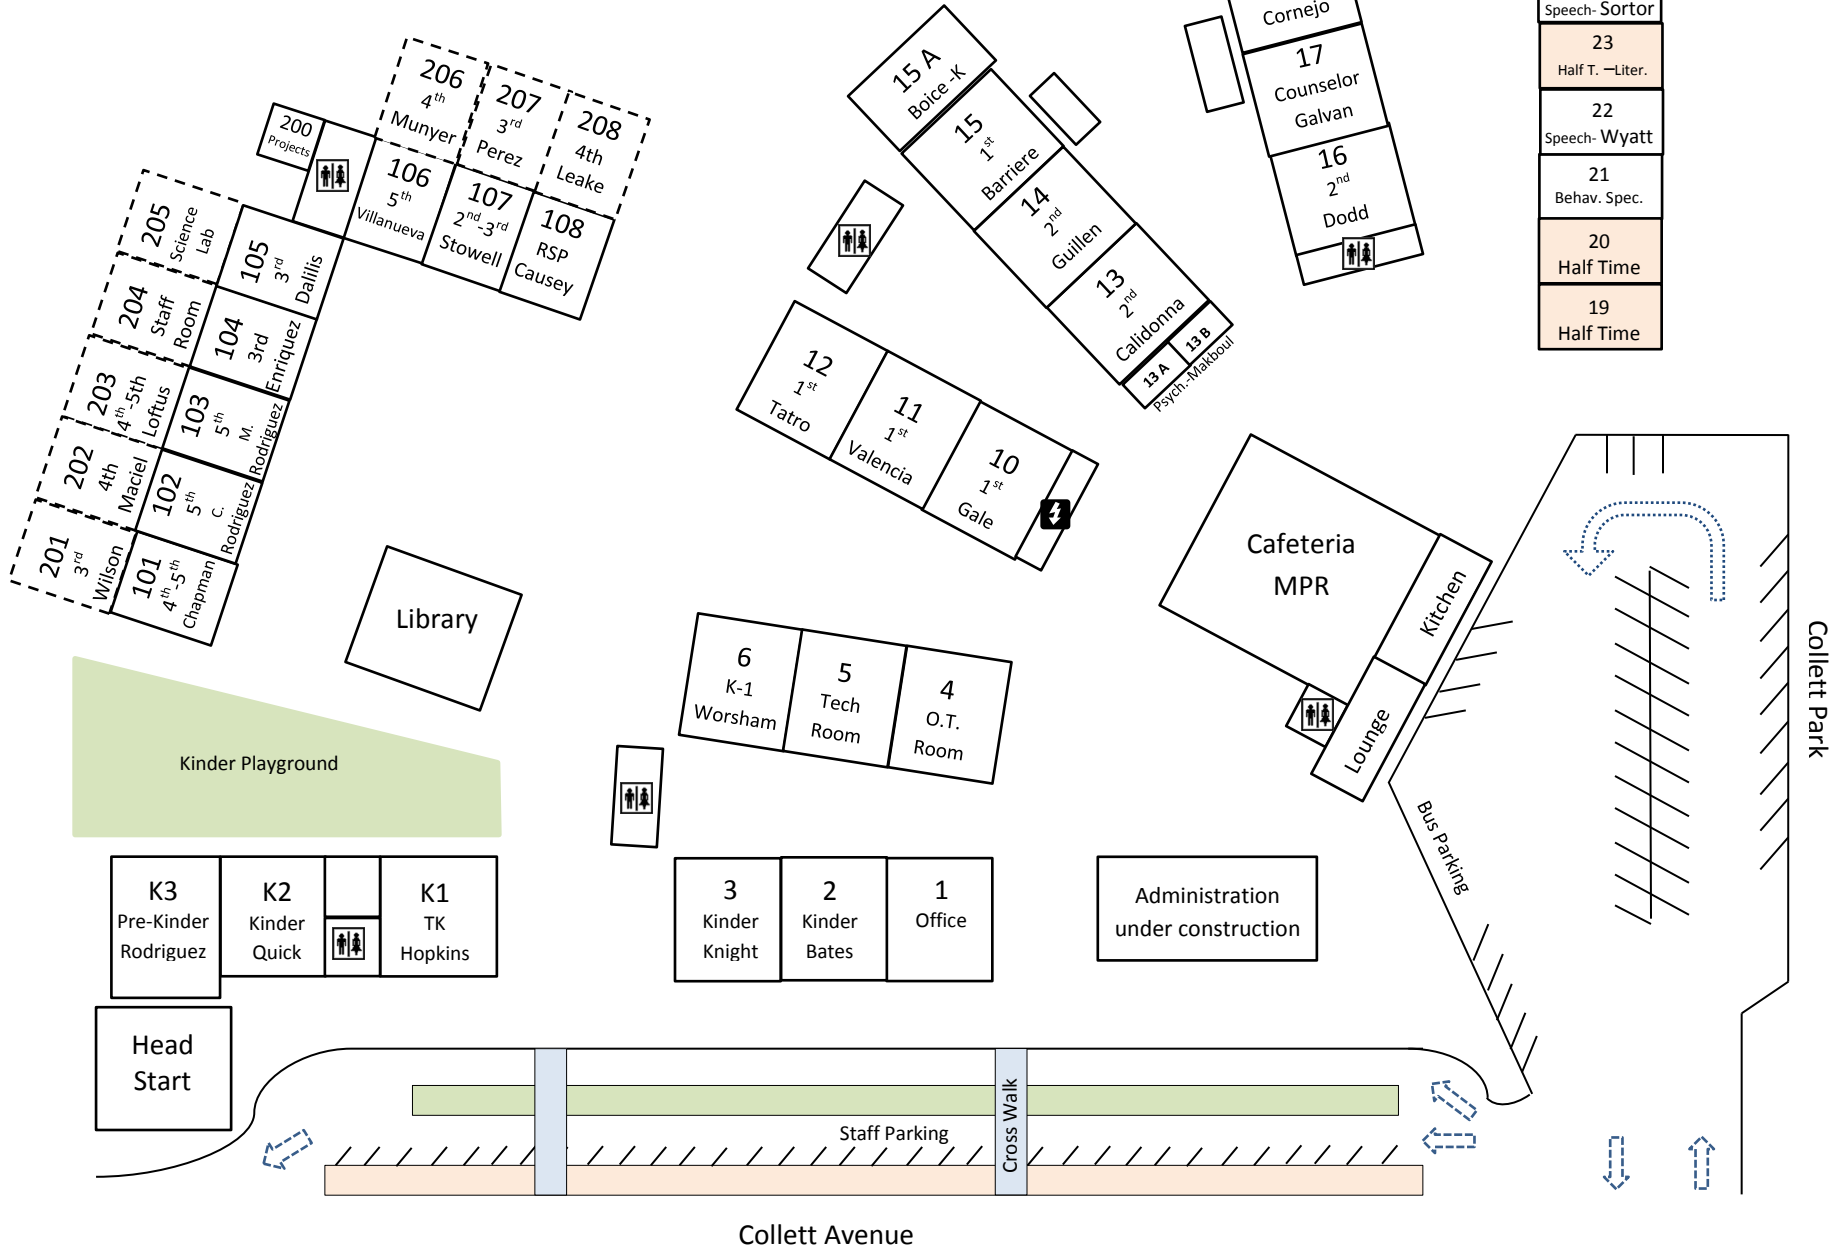 Cornejo
17
Counselor
Galvan
16
2nd
Dodd
Speech- Sortor
23
Half T. –Liter.
22
Speech- Wyatt
21
Behav. Spec.
20
Half Time
19
Half Time
15 A
Boice -K
15
1st
Barriere
14
2nd
Guillen
13
2nd
Calidonna
13 A
13 B
Psych.-Makboul
206
4th
Munyer
207
3rd
Perez
208
4th
Leake
200
Projects
106
5th
Villanueva
107
2nd-3rd
Stowell
108
RSP
Causey
205
Science
Lab
105
3rd
Dalilis
204
Staff
Room
104
3rd
Enriquez
203
4th-5th
Loftus
103
5th
M.
Rodriguez
202
4th
Maciel
102
5th
C.
Rodriguez
201
3rd
Wilson
101
4th-5th
Chapman
12
1st
Tatro
11
1st
Valencia
10
1st
Gale
Library
Cafeteria
MPR
Kitchen
Lounge
6
K-1
Worsham
5
Tech
Room
4
O.T.
Room
Collett Park
Kinder Playground
Bus Parking
K3
Pre-Kinder
Rodriguez
K2
Kinder
Quick
K1
TK
Hopkins
3
Kinder
Knight
2
Kinder
Bates
1
Office
Administration
under construction
Head
Start
Staff Parking
Cross Walk
Collett Avenue